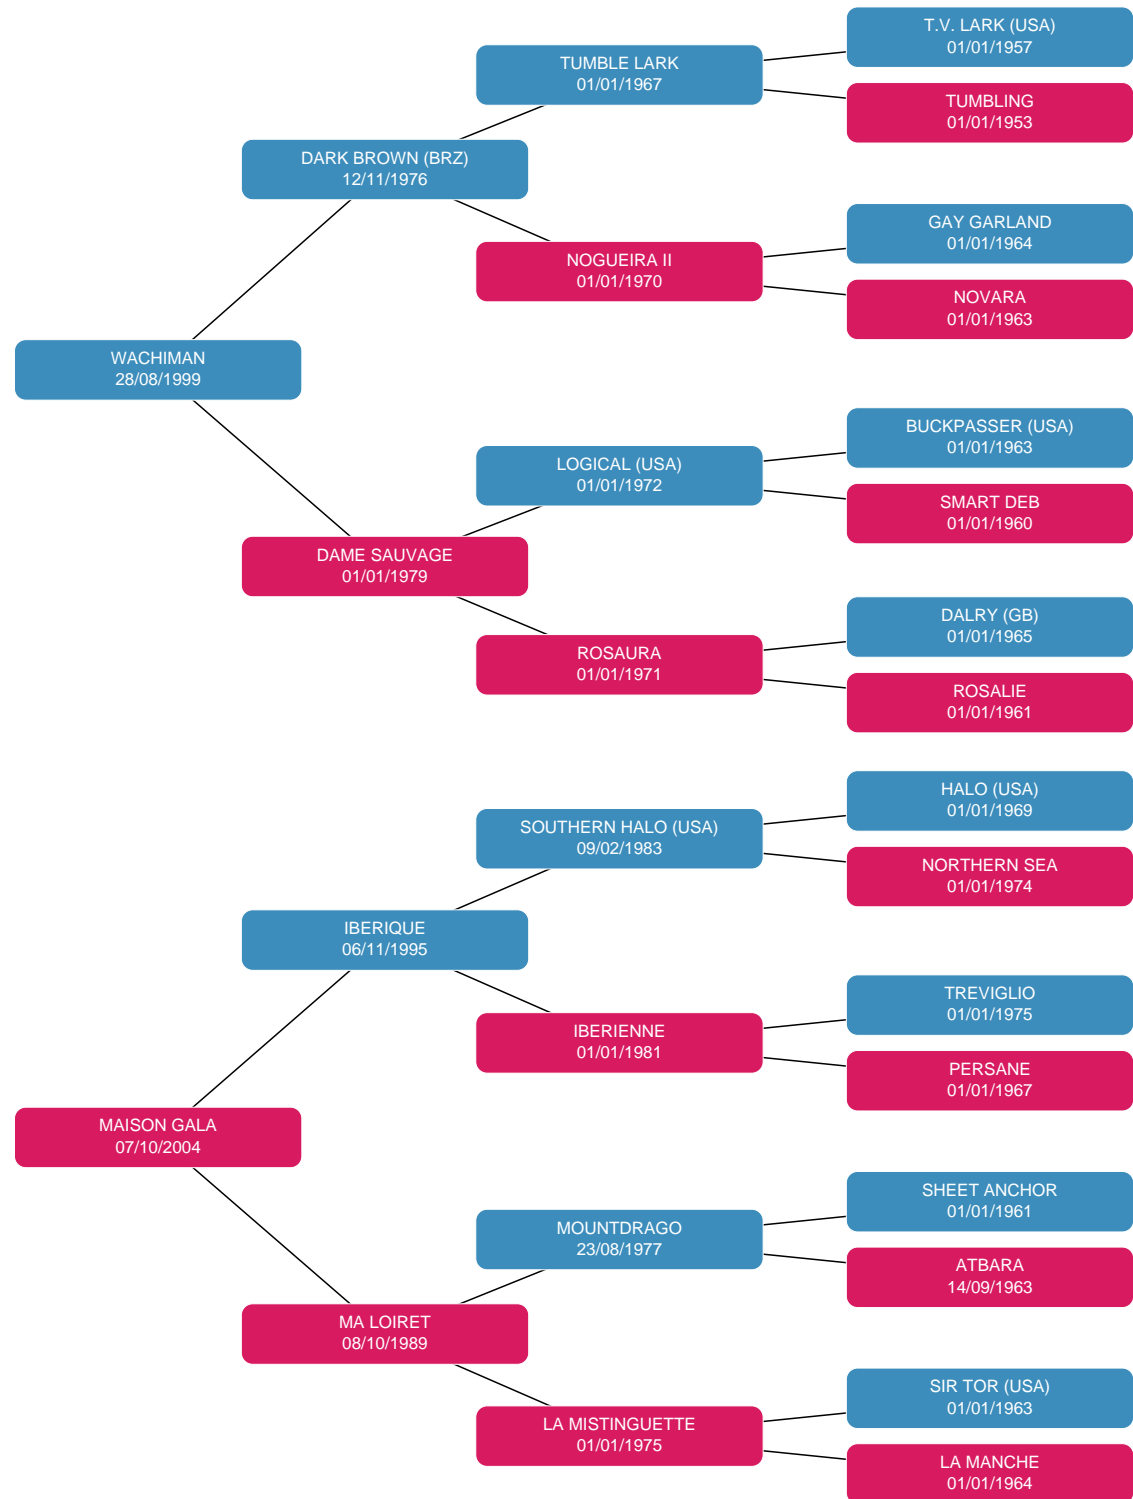 T.V. LARK (USA)
01/01/1957
TUMBLE LARK
01/01/1967
TUMBLING
01/01/1953
DARK BROWN (BRZ)
12/11/1976
GAY GARLAND
01/01/1964
NOGUEIRA II
01/01/1970
NOVARA
01/01/1963
WACHIMAN
28/08/1999
BUCKPASSER (USA)
01/01/1963
LOGICAL (USA)
01/01/1972
SMART DEB
01/01/1960
DAME SAUVAGE
01/01/1979
DALRY (GB)
01/01/1965
ROSAURA
01/01/1971
ROSALIE
01/01/1961
HALO (USA)
01/01/1969
SOUTHERN HALO (USA)
09/02/1983
NORTHERN SEA
01/01/1974
IBERIQUE
06/11/1995
TREVIGLIO
01/01/1975
IBERIENNE
01/01/1981
PERSANE
01/01/1967
MAISON GALA
07/10/2004
SHEET ANCHOR
01/01/1961
MOUNTDRAGO
23/08/1977
ATBARA
14/09/1963
MA LOIRET
08/10/1989
SIR TOR (USA)
01/01/1963
LA MISTINGUETTE
01/01/1975
LA MANCHE
01/01/1964